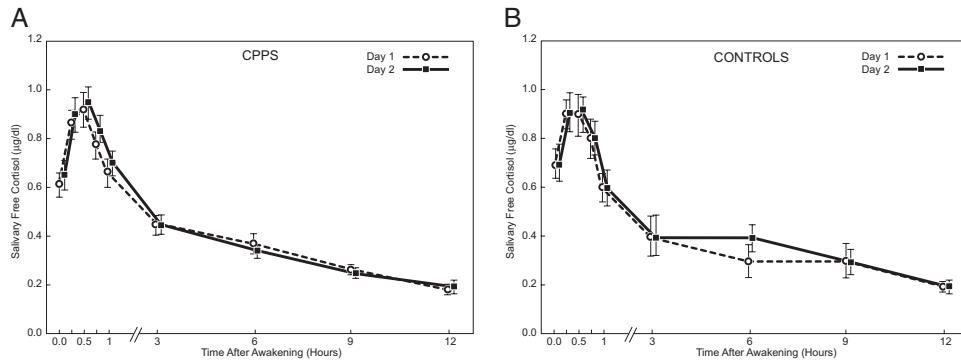 A
CPPS
Day 1
Day 2
Salivary Free Cortisol (µg/dl)
1.2
1.0
0.8
0.6
0.4
0.2
0.0
0.0 0.5 1 // 3 6 9 12
Time After Awakening (Hours)
B
CONTROLS
Day 1
Day 2
Salivary Free Cortisol (µg/dl)
1.2
1.0
0.8
0.6
0.4
0.2
0.0
0.0 0.5 1 // 3 6 9 12
Time After Awakening (Hours)